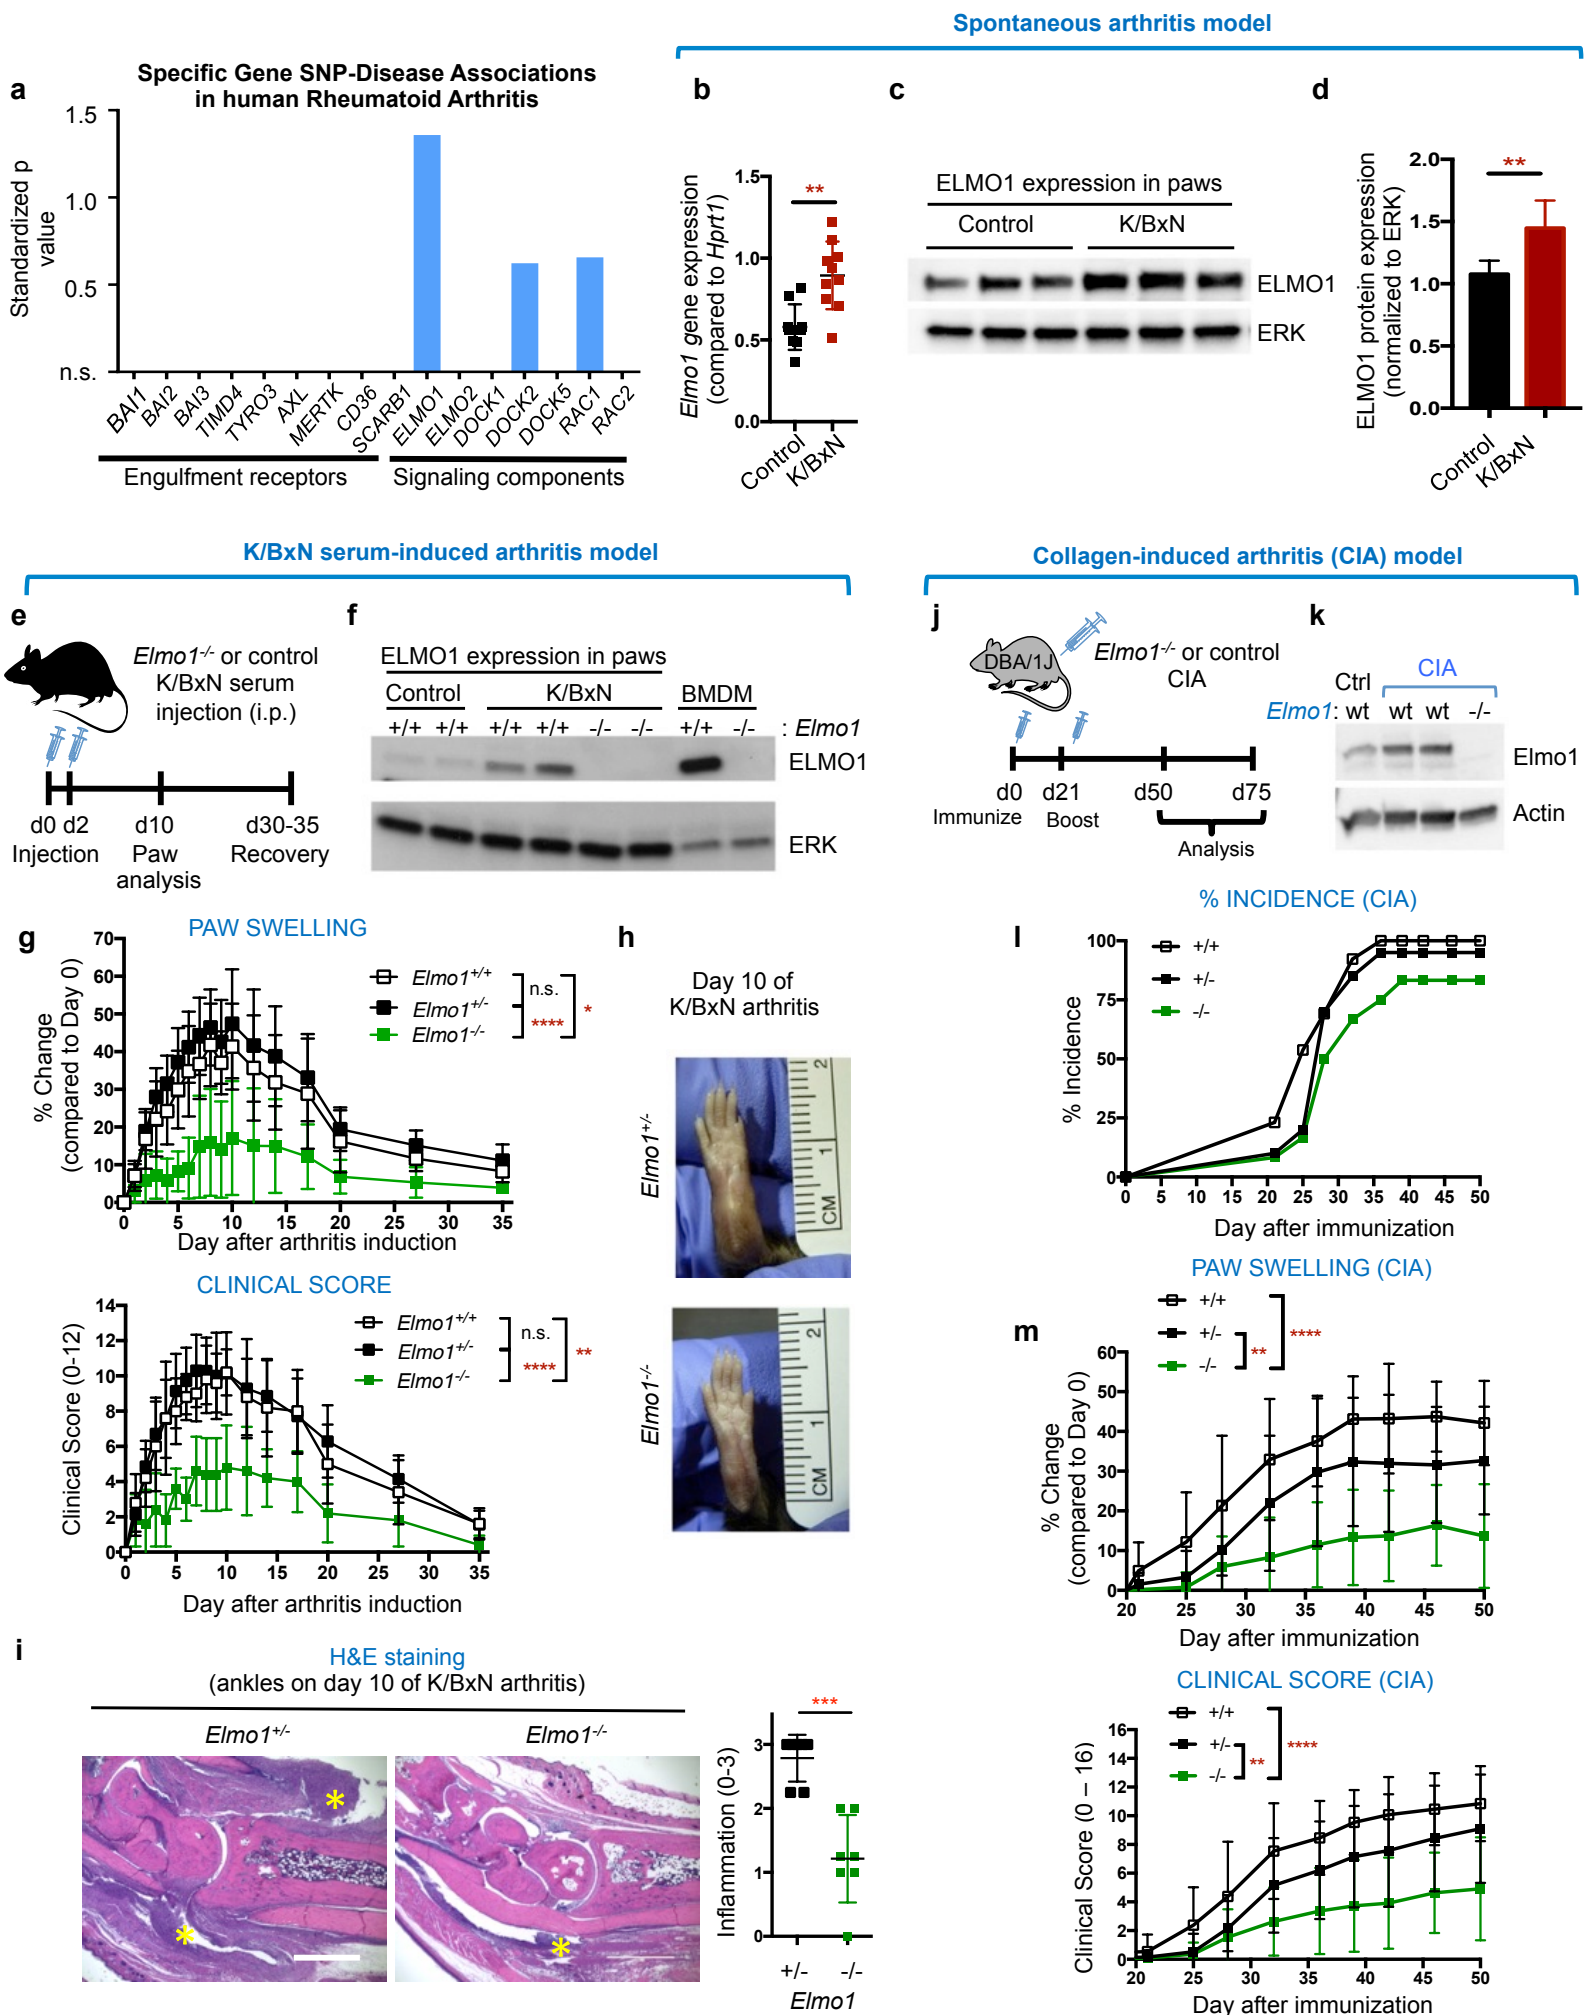 Spontaneous arthritis model
a
Specific Gene SNP-Disease Associations
in human Rheumatoid Arthritis
Standardized p
value
1.5
1.0
0.5
n.s.
BAI1
BAI2
BAI3
TIMD4
TYRO3
AXL
MERTK
CD36
SCARB1
ELMO1
ELMO2
DOCK1
DOCK2
DOCK5
RAC1
RAC2
Engulfment receptors
Signaling components
b
Elmo1 gene expression
(compared to Hprt1)
1.5
1.0
0.5
0.0
**
Control
K/BxN
c
ELMO1 expression in paws
Control K/BxN
ELMO1
ERK
d
ELMO1 protein expression
(normalized to ERK)
2.0
1.5
1.0
0.5
0.0
**
Control
K/BxN
K/BxN serum-induced arthritis model
e
Elmo1-/- or control
K/BxN serum
injection (i.p.)
d0 d2 d10 d30-35
Injection Paw Recovery
analysis
f
ELMO1 expression in paws
Control K/BxN BMDM
+/+ +/+ +/+ +/+ -/- -/- +/+ -/- : Elmo1
ELMO1
ERK
g
PAW SWELLING
% Change
(compared to Day 0)
70
60
50
40
30
20
10
0
Elmo1+/+
Elmo1+/-
Elmo1-/-
n.s.
****
*
0 5 10 15 20 25 30 35
Day after arthritis induction
CLINICAL SCORE
Clinical Score (0-12)
14
12
10
8
6
4
2
0
Elmo1+/+
Elmo1+/-
Elmo1-/-
n.s.
****
**
0 5 10 15 20 25 30 35
Day after arthritis induction
h
Day 10 of
K/BxN arthritis
Elmo1+/-
2
1
CM
Elmo1-/-
2
1
CM
i
H&E staining
(ankles on day 10 of K/BxN arthritis)
Elmo1+/- Elmo1-/-
*
*
*
Inflammation (0-3)
3
2
1
0
***
+/- -/-
Elmo1
Collagen-induced arthritis (CIA) model
j
DBA/1J
Elmo1-/- or control
CIA
d0 d21 d50 d75
Immunize Boost
Analysis
k
Ctrl CIA
Elmo1: wt wt wt -/-
Elmo1
Actin
l
% INCIDENCE (CIA)
% Incidence
100
75
50
25
0
+/+
+/-
-/-
0 5 10 15 20 25 30 35 40 45 50
Day after immunization
m
PAW SWELLING (CIA)
+/+
+/-
-/-
**
****
% Change
(compared to Day 0)
60
50
40
30
20
10
0
20 25 30 35 40 45 50
Day after immunization
CLINICAL SCORE (CIA)
+/+
+/-
-/-
**
****
Clinical Score (0 – 16)
16
14
12
10
8
6
4
2
0
20 25 30 35 40 45 50
Day after immunization